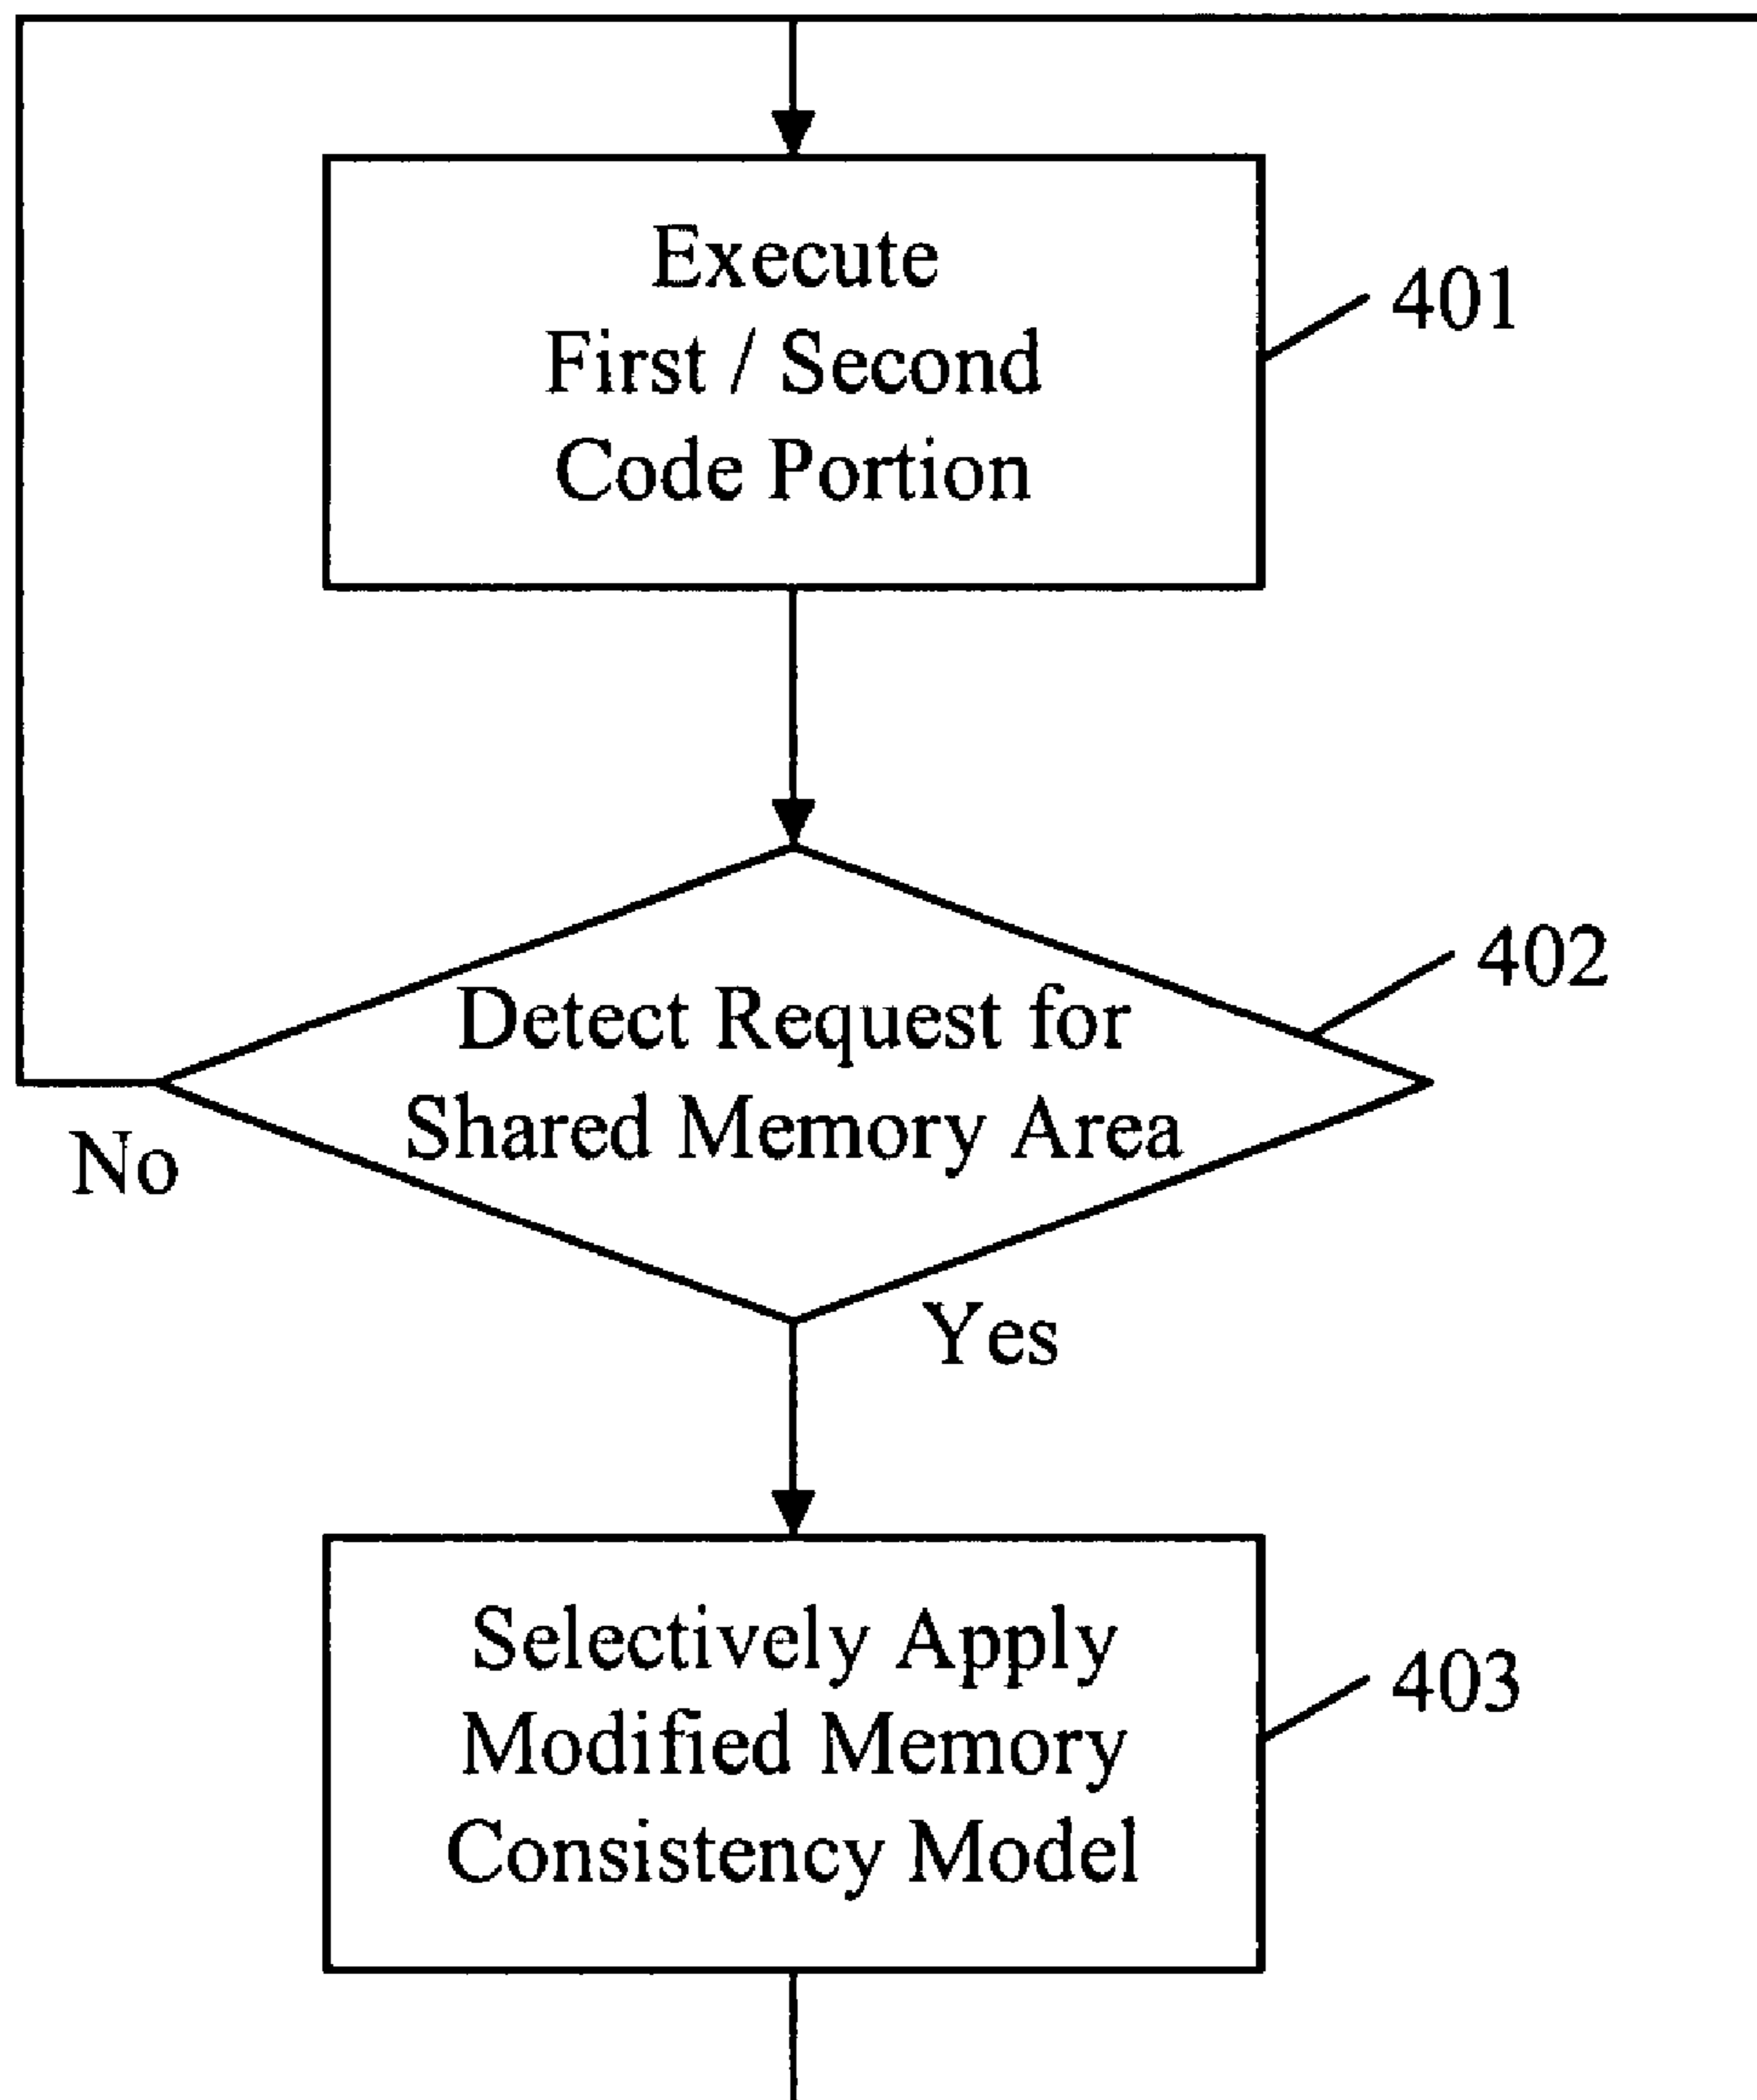 Execute
First / Second
Code Portion
401
Detect Request for
Shared Memory Area
402
No
Yes
Selectively Apply
Modified Memory
Consistency Model
403